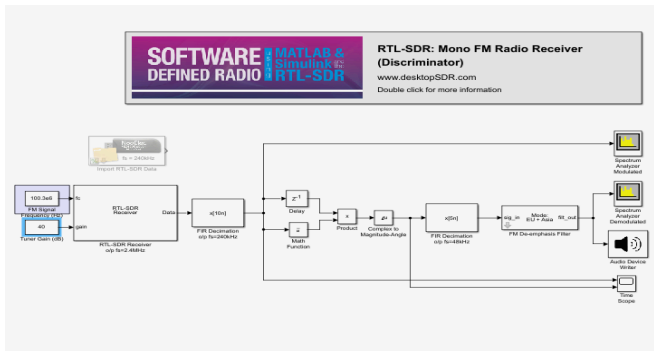 RTL-SDR: Mono FM Radio Receiver
(Discriminator)
www.desktopSDR.com
Double click for more information
SOFTWARE
DEFINED RADIO
MATLAB &
Simulink
RTL-SDR
fs = 240kHz
Import RTL-SDR Data
100.3e6
FM Signal
Frequency (Hz)
40
Tuner Gain (dB)
fc
gain
RTL-SDR
Receiver
Data
RTL-SDR Receiver
o/p fs=2.4MHz
x[10n]
FIR Decimation
o/p fs=240kHz
Delay
Math
Function
×
Product
Complex to
Magnitude-Angle
x[5n]
FIR Decimation
o/p fs=48kHz
sig_in
Mode:
EU + Asia
filt_out
FM De-emphasis Filter
Spectrum
Analyzer
Modulated
Spectrum
Analyzer
Demodulated
Audio Device
Writer
Time
Scope